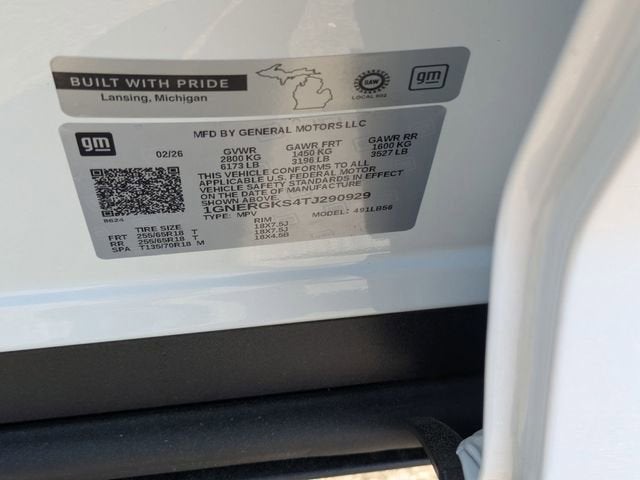 BUILT WITH PRIDE
Lansing, Michigan
UAW
LOCAL 602
gm
gm
MFD BY GENERAL MOTORS LLC
02/26 GVWR GAWR FRT GAWR RR
2800 KG 1450 KG 1600 KG
6173 LB 3196 LB 3527 LB
THIS VEHICLE CONFORMS TO ALL
APPLICABLE U.S. FEDERAL MOTOR
VEHICLE SAFETY STANDARDS IN EFFECT
ON THE DATE OF MANUFACTURE
SHOWN ABOVE.
1GNERGKS4TJ290929
8624
TYPE: MPV MODEL: 491LB56
TIRE SIZE
FRT 255/65R18 T 18X7.5J
RR 255/65R18 T 18X7.5J
SPA T135/70R18 M 18X4.5B